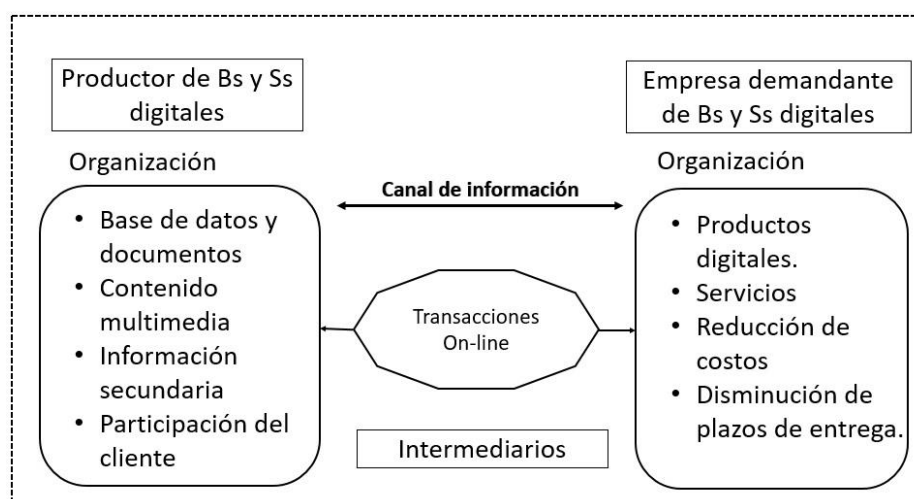 Productor de Bs y Ss
digitales
Organización
• Base de datos y
documentos
• Contenido
multimedia
• Información
secundaria
• Participación del
cliente
Canal de información
Transacciones
On-line
Intermediarios
Empresa demandante
de Bs y Ss digitales
Organización
• Productos
digitales.
• Servicios
• Reducción de
costos
• Disminución de
plazos de entrega.